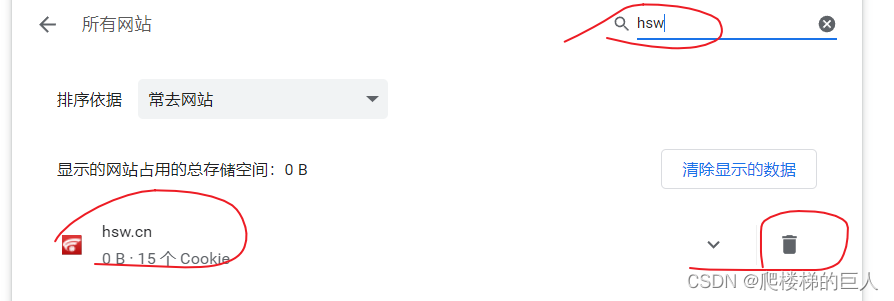 所有网站
hsw
排序依据
常去网站
显示的网站占用的总存储空间：0 B
清除显示的数据
hsw.cn
0 B · 15 个 Cookie
CSDN @爬楼梯的巨人